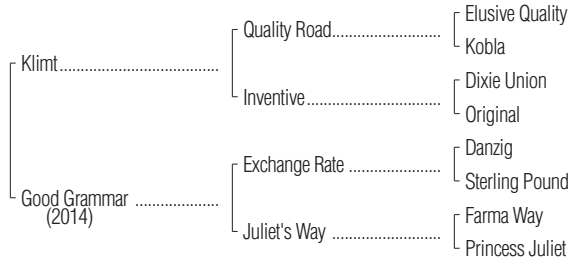 Elusive Quality
Quality Road
Kobla
Klimt
Dixie Union
Inventive
Original
Danzig
Exchange Rate
Sterling Pound
Good Grammar
(2014)
Farma Way
Juliet's Way
Princess Juliet